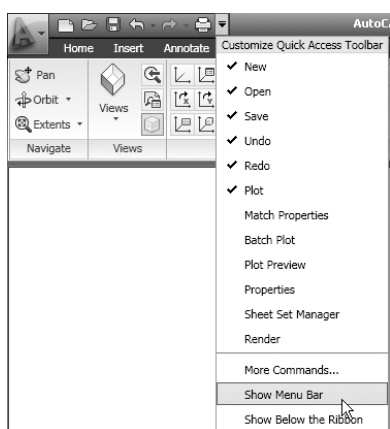 AutoCA
Home Insert Annotate
Customize Quick Access Toolbar
Pan
Orbit
Extents
Views
Navigate Views
New
Open
Save
Undo
Redo
Plot
Match Properties
Batch Plot
Plot Preview
Properties
Sheet Set Manager
Render
More Commands...
Show Menu Bar
Show Below the Ribbon